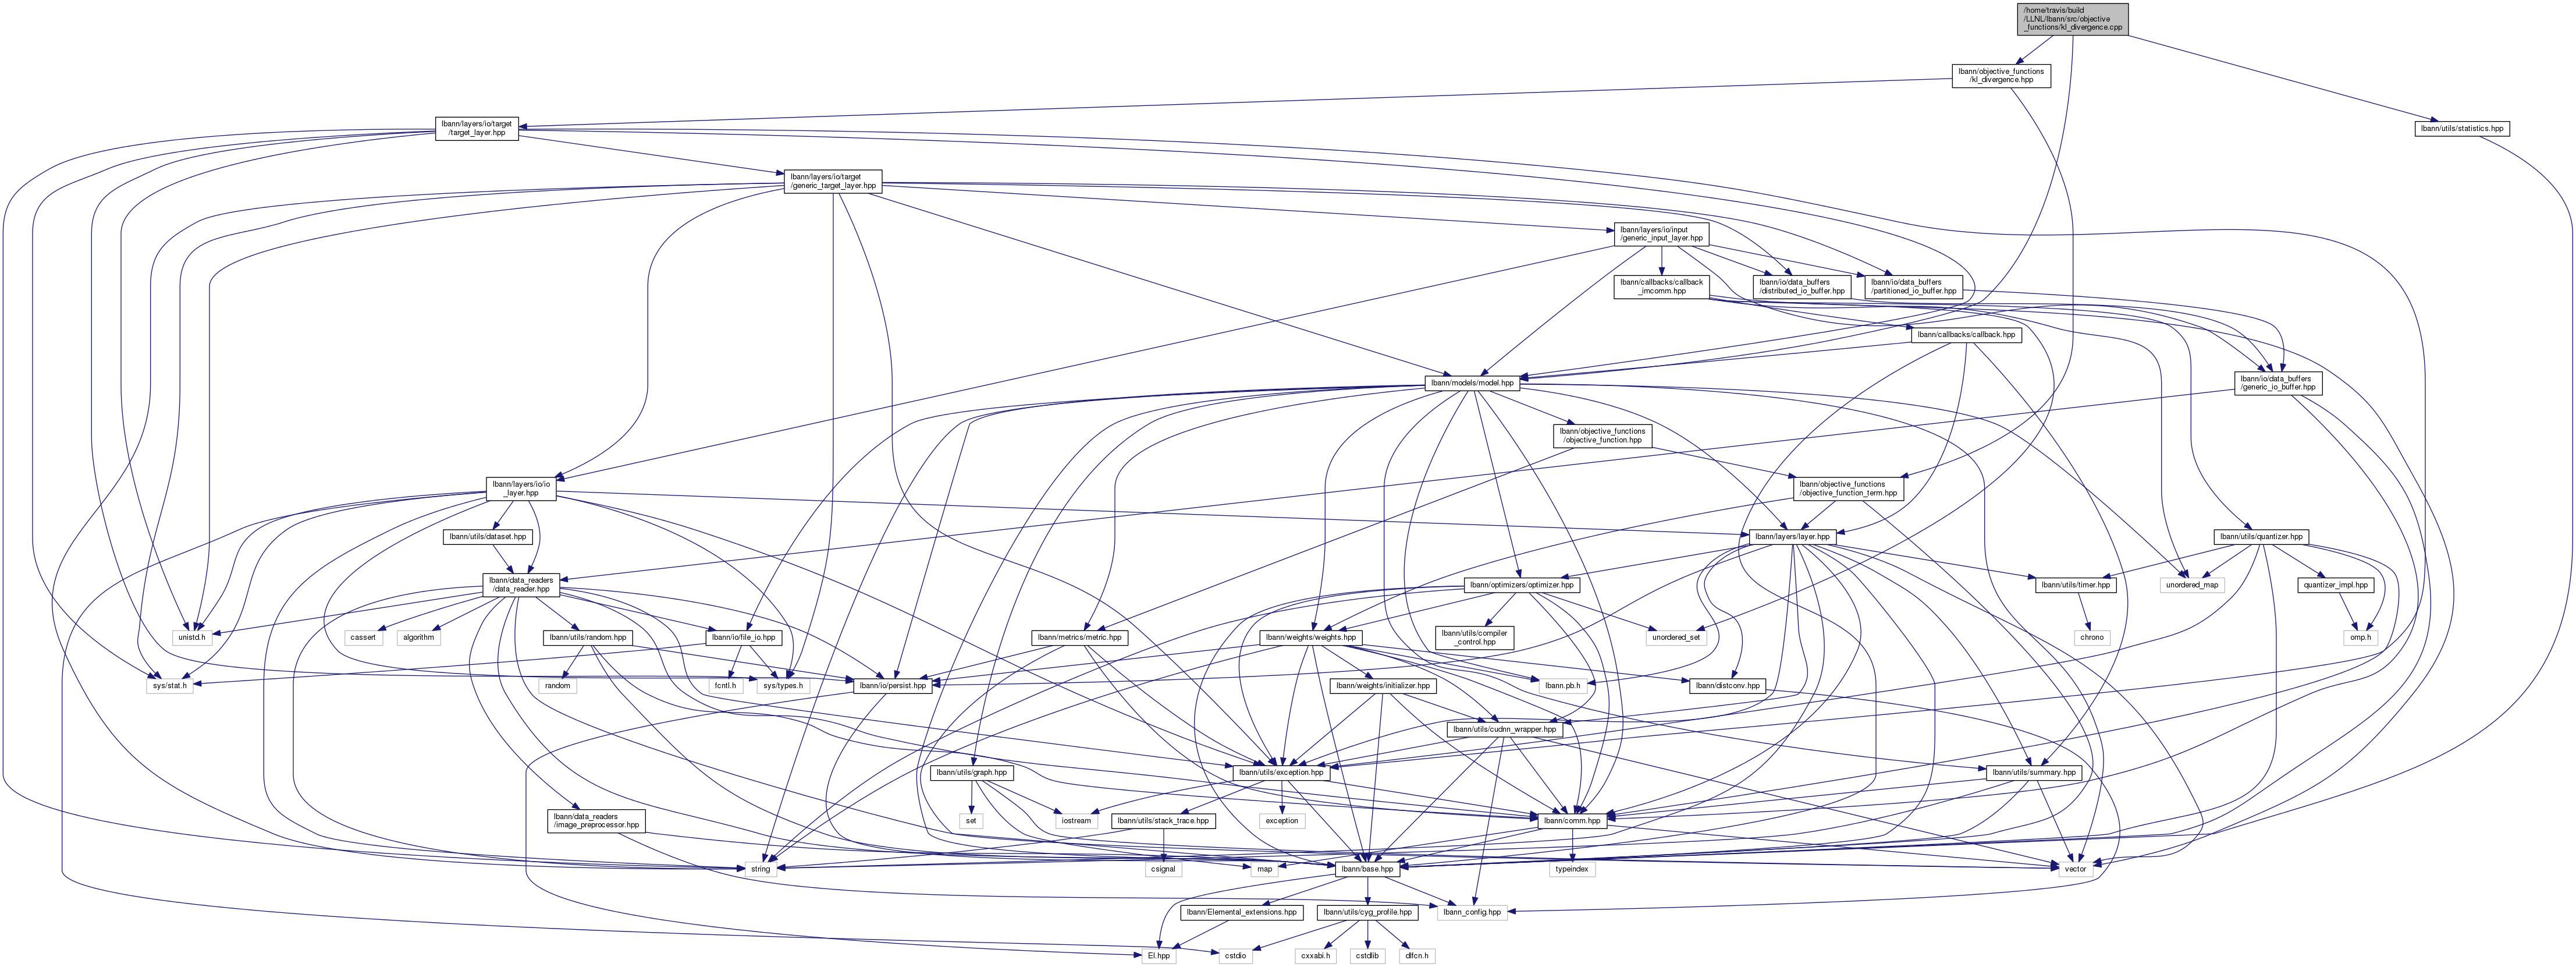 /home/travis/build
/LLNL/lbann/src/objective
_functions/kl_divergence.cpp
lbann/objective_functions
/kl_divergence.hpp
lbann/layers/io/target
/target_layer.hpp
lbann/utils/statistics.hpp
lbann/layers/io/target
/generic_target_layer.hpp
lbann/layers/io/input
/generic_input_layer.hpp
lbann/callbacks/callback
_imcomm.hpp
lbann/io/data_buffers
/distributed_io_buffer.hpp
lbann/io/data_buffers
/partitioned_io_buffer.hpp
lbann/callbacks/callback.hpp
lbann/models/model.hpp
lbann/io/data_buffers
/generic_io_buffer.hpp
lbann/objective_functions
/objective_function.hpp
lbann/layers/io/io
_layer.hpp
lbann/objective_functions
/objective_function_term.hpp
lbann/utils/dataset.hpp
lbann/layers/layer.hpp
lbann/utils/quantizer.hpp
lbann/data_readers
/data_reader.hpp
lbann/optimizers/optimizer.hpp
lbann/utils/timer.hpp
unordered_map
quantizer_impl.hpp
unistd.h
cassert
algorithm
lbann/utils/random.hpp
lbann/io/file_io.hpp
lbann/metrics/metric.hpp
lbann/weights/weights.hpp
lbann/utils/compiler
_control.hpp
unordered_set
chrono
omp.h
sys/stat.h
random
fcntl.h
sys/types.h
lbann/io/persist.hpp
lbann/weights/initializer.hpp
lbann.pb.h
lbann/distconv.hpp
lbann/utils/cudnn_wrapper.hpp
lbann/utils/graph.hpp
lbann/utils/exception.hpp
lbann/utils/summary.hpp
lbann/data_readers
/image_preprocessor.hpp
set
iostream
lbann/utils/stack_trace.hpp
exception
lbann/comm.hpp
string
csignal
map
lbann/base.hpp
typeindex
vector
lbann/Elemental_extensions.hpp
lbann/utils/cyg_profile.hpp
lbann_config.hpp
El.hpp
cstdio
cxxabi.h
cstdlib
dlfcn.h